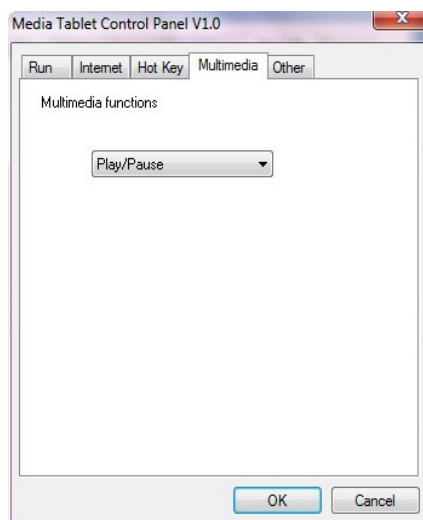 Media Tablet Control Panel V1.0
Run Internet Hot Key Multimedia Other
Multimedia functions
Play/Pause
OK Cancel